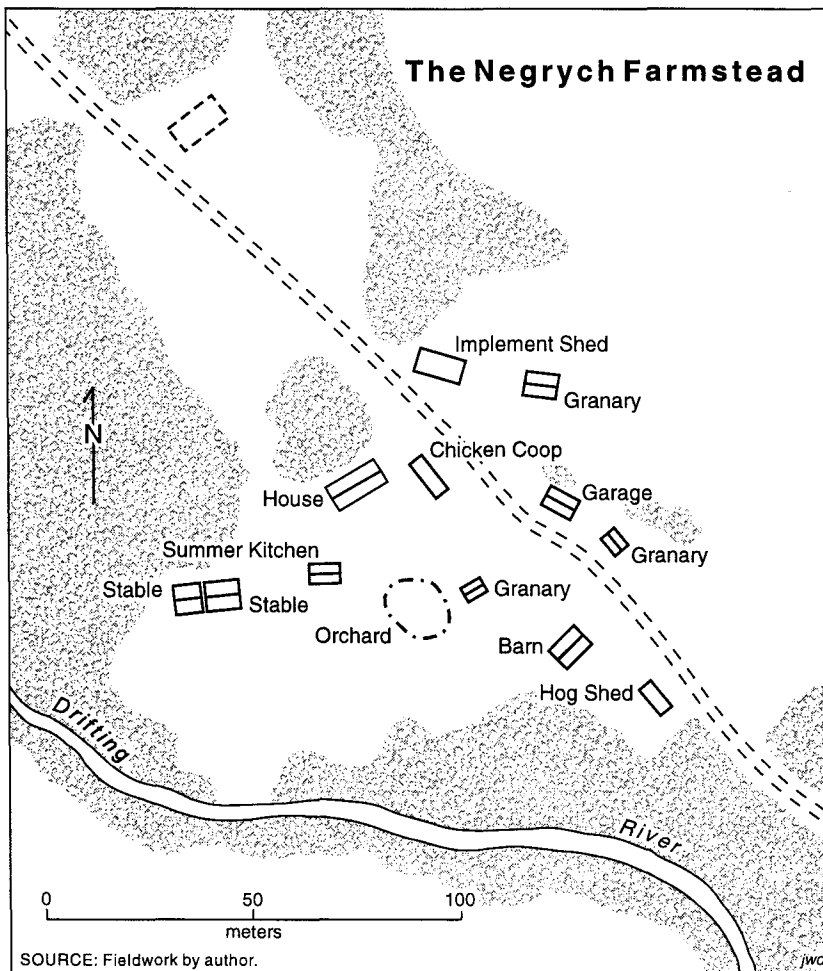 The Negrych Farmstead
Implement Shed
Granary
N
Chicken Coop
House
Garage
Granary
Summer Kitchen
Stable
Stable
Granary
Orchard
Barn
Hog Shed
Drifting
River
0 50 100
meters
SOURCE: Fieldwork by author.